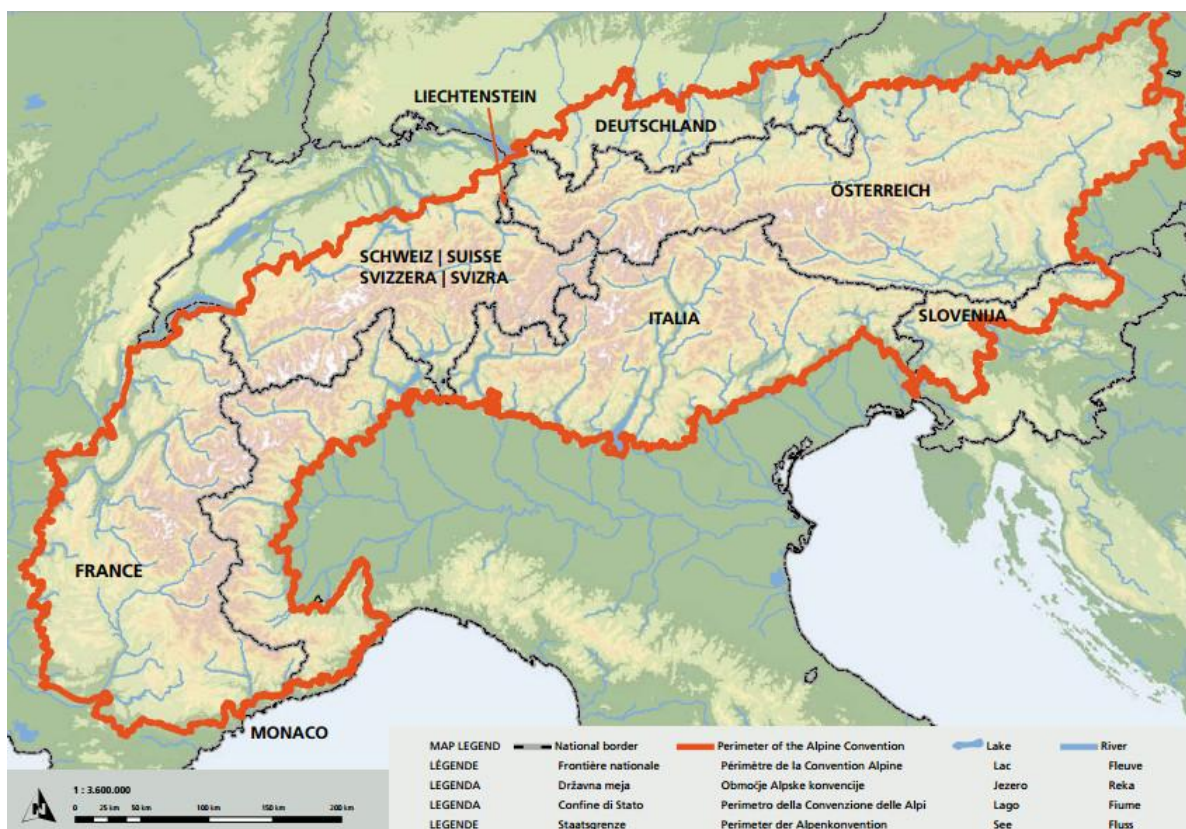 LIECHTENSTEIN
DEUTSCHLAND
ÖSTERREICH
SCHWEIZ | SUISSE
SVIZZERA | SVIZRA
ITALIA
SLOVENIJA
FRANCE
MONACO
MAP LEGEND National border Perimeter of the Alpine Convention Lake River
LÉGENDE Frontière nationale Périmètre de la Convention Alpine Lac Fleuve
LEGENDA Državna meja Območje Alpske konvencije Jezero Reka
LEGENDA Confine di Stato Perimetro della Convenzione delle Alpi Lago Fiume
LEGENDE Staatsgrenze Perimeter der Alpenkonvention See Fluss
N
1 : 3.600.000
0 25 km 50 km 100 km 150 km 200 km